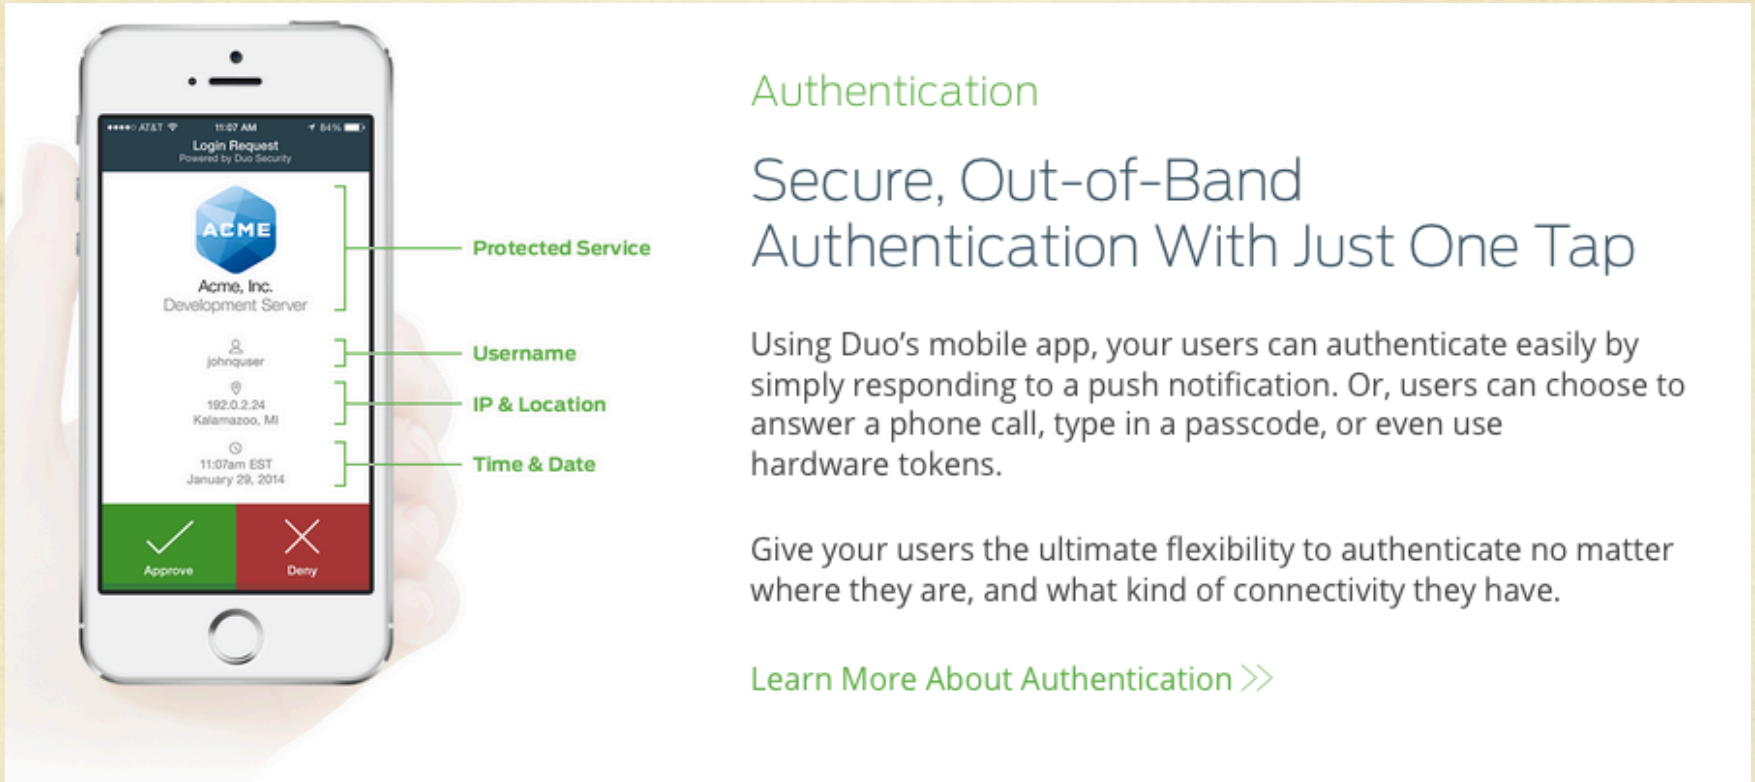 AT&T 11:07 AM 84%
Login Request
Powered by Duo Security
ACME
Acme, Inc.
Development Server
johnquser
192.0.2.24
Kalamazoo, MI
11:07am EST
January 29, 2014
Approve Deny
Protected Service
Username
IP & Location
Time & Date
Authentication
Secure, Out-of-Band
Authentication With Just One Tap
Using Duo’s mobile app, your users can authenticate easily by
simply responding to a push notification. Or, users can choose to
answer a phone call, type in a passcode, or even use
hardware tokens.
Give your users the ultimate flexibility to authenticate no matter
where they are, and what kind of connectivity they have.
Learn More About Authentication >>